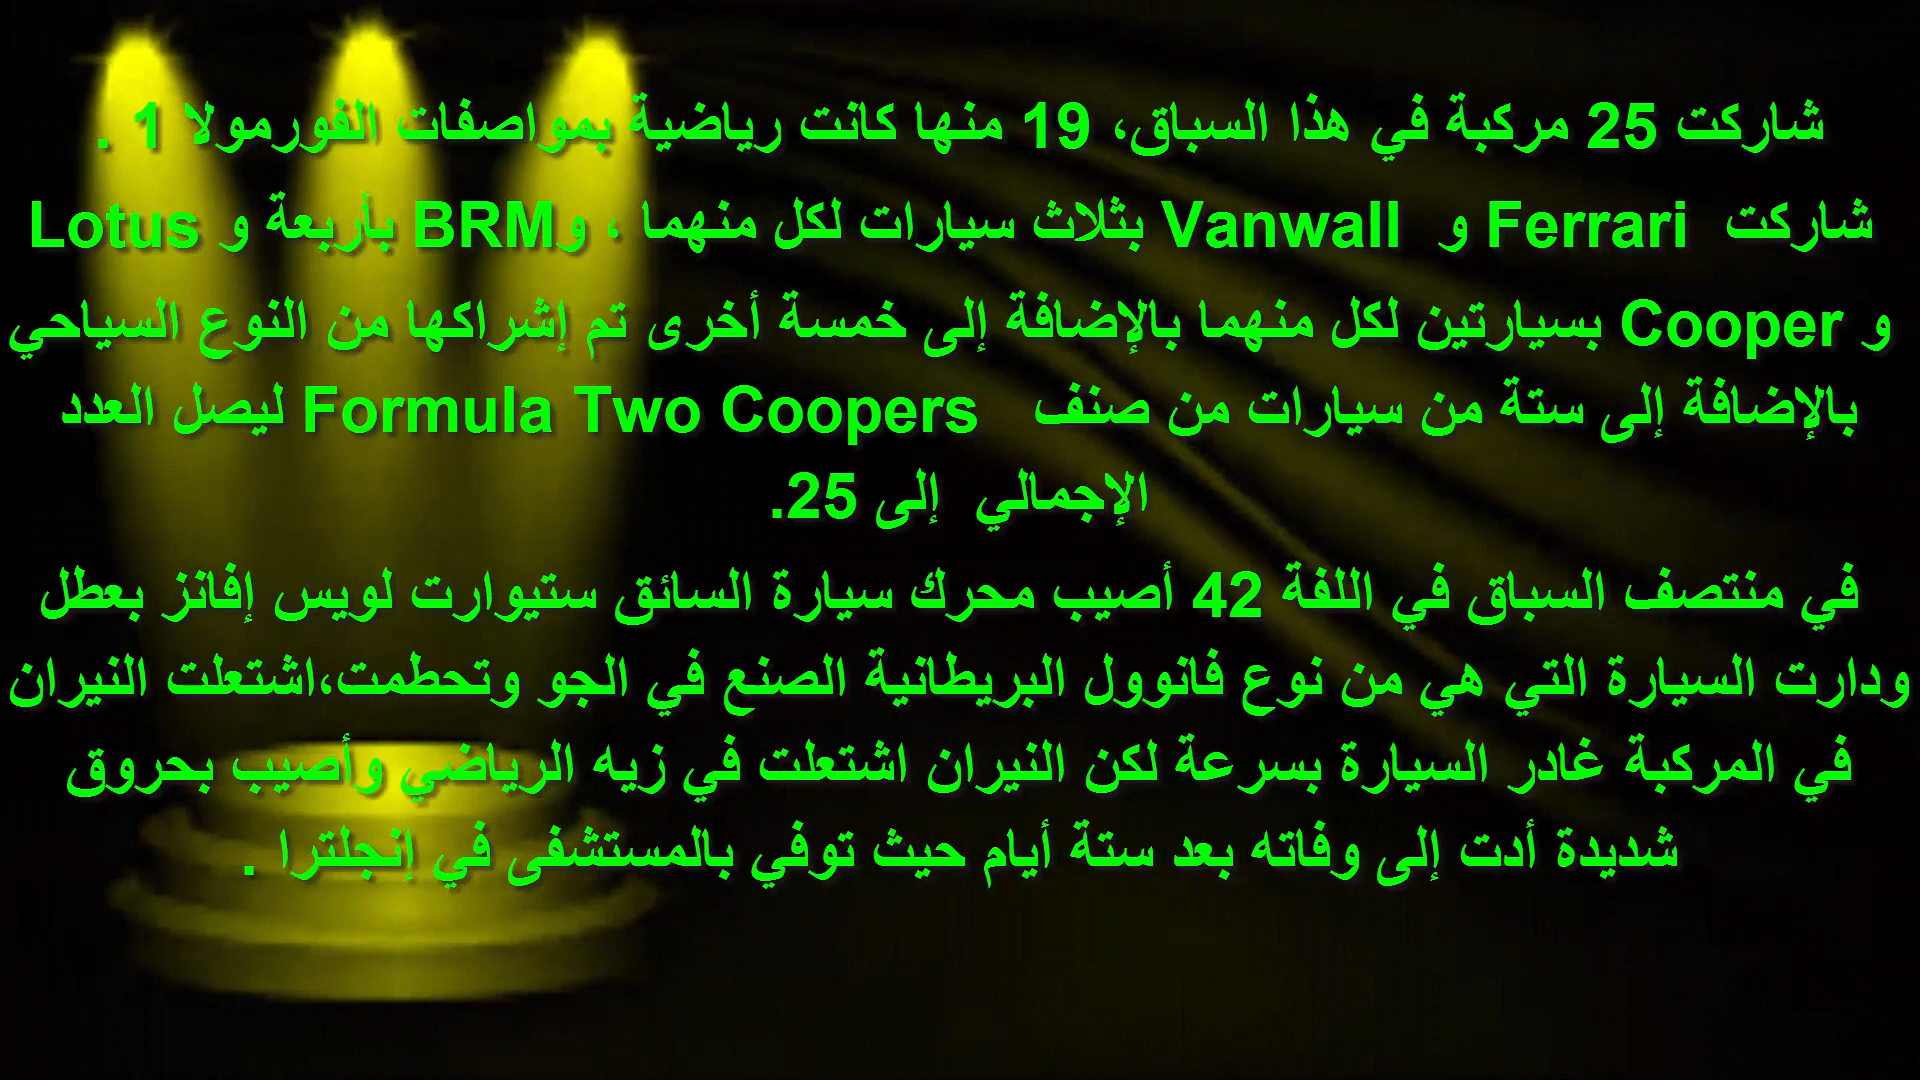 شاركت 25 مركبة في هذا السباق، 19 منها كانت رياضية بمواصفات الفورمولا 1 .
شاركت Ferrari و Vanwall بثلاث سيارات لكل منهما ، وBRM بأربعة و Lotus
و Cooper بسيارتين لكل منهما بالإضافة إلى خمسة أخرى تم إشراكها من النوع السياحي
بالإضافة إلى ستة من سيارات من صنف Formula Two Coopers ليصل العدد
الإجمالي إلى 25.
في منتصف السباق في اللفة 42 أصيب محرك سيارة السائق ستيوارت لويس إفانز بعطل
ودارت السيارة التي هي من نوع فانوول البريطانية الصنع في الجو وتحطمت،اشتعلت النيران
في المركبة غادر السيارة بسرعة لكن النيران اشتعلت في زيه الرياضي وأصيب بحروق
شديدة أدت إلى وفاته بعد ستة أيام حيث توفي بالمستشفى في إنجلترا .